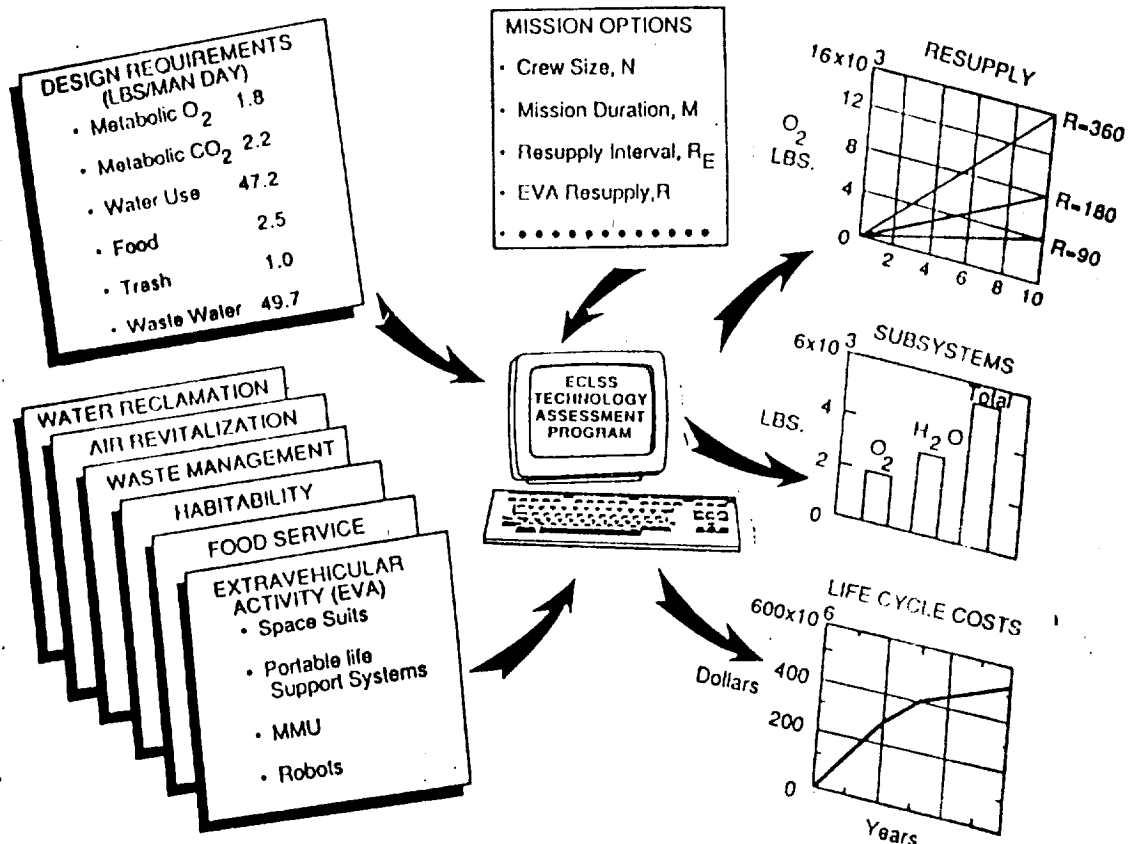 DESIGN REQUIREMENTS
(LBS/MAN DAY)
• Metabolic O2 1.8
• Metabolic CO2 2.2
• Water Use 47.2
• Food 2.5
• Trash 1.0
• Waste Water 49.7
MISSION OPTIONS
• Crew Size, N
• Mission Duration, M
• Resupply Interval, RE
• EVA Resupply,R
• • • • • • • • • • • • •
RESUPPLY
16x10 3
12
8
4
0
O2
LBS.
R=360
R=180
R=90
2 4 6 8 10
ECLSS
TECHNOLOGY
ASSESSMENT
PROGRAM
SUBSYSTEMS
6x10 3
4
2
0
LBS.
O2
H2O
Total
WATER RECLAMATION
AIR REVITALIZATION
WASTE MANAGEMENT
HABITABILITY
FOOD SERVICE
EXTRAVEHICULAR
ACTIVITY (EVA)
• Space Suits
• Portable life
Support Systems
• MMU
• Robots
LIFE CYCLE COSTS
600x10 6
400
200
0
Dollars
Years